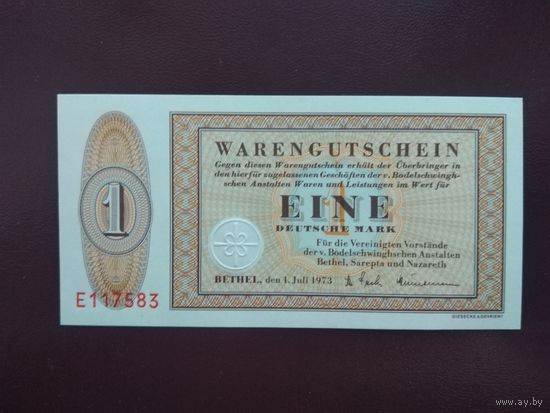 WARENGUTSCHEIN
Gegen diesen Warengutschein erhält der Überbringer in
den hierfür zugelassenen Geschäften der v. Bodelschwingh-
schen Anstalten Waren und Leistungen im Wert für
EINE
DEUTSCHE MARK
Für die Vereinigten Vorstände
der v. Bodelschwinghschen Anstalten
Bethel, Sarepta und Nazareth
BETHEL, den 1. Juli 1973
1
E117583
GIESECKE & DEVRIENT
www.ay.by